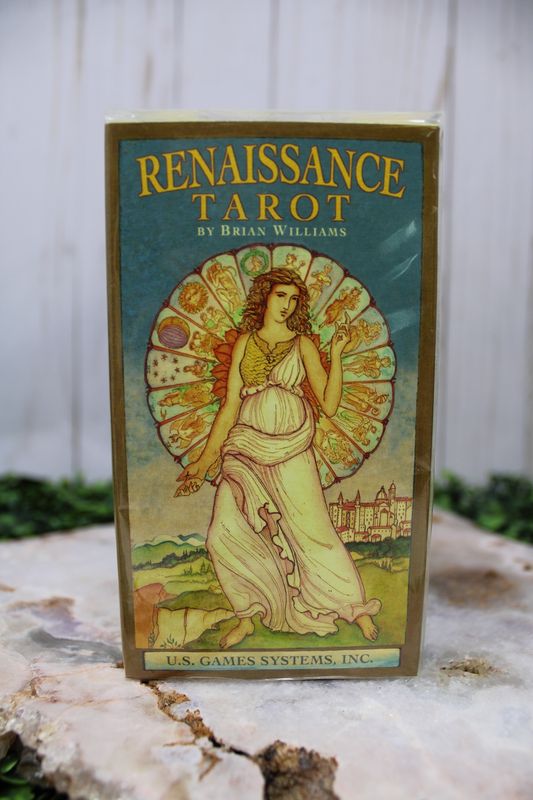 RENAISSANCE
TAROT
BY BRIAN WILLIAMS
U.S. GAMES SYSTEMS, INC.